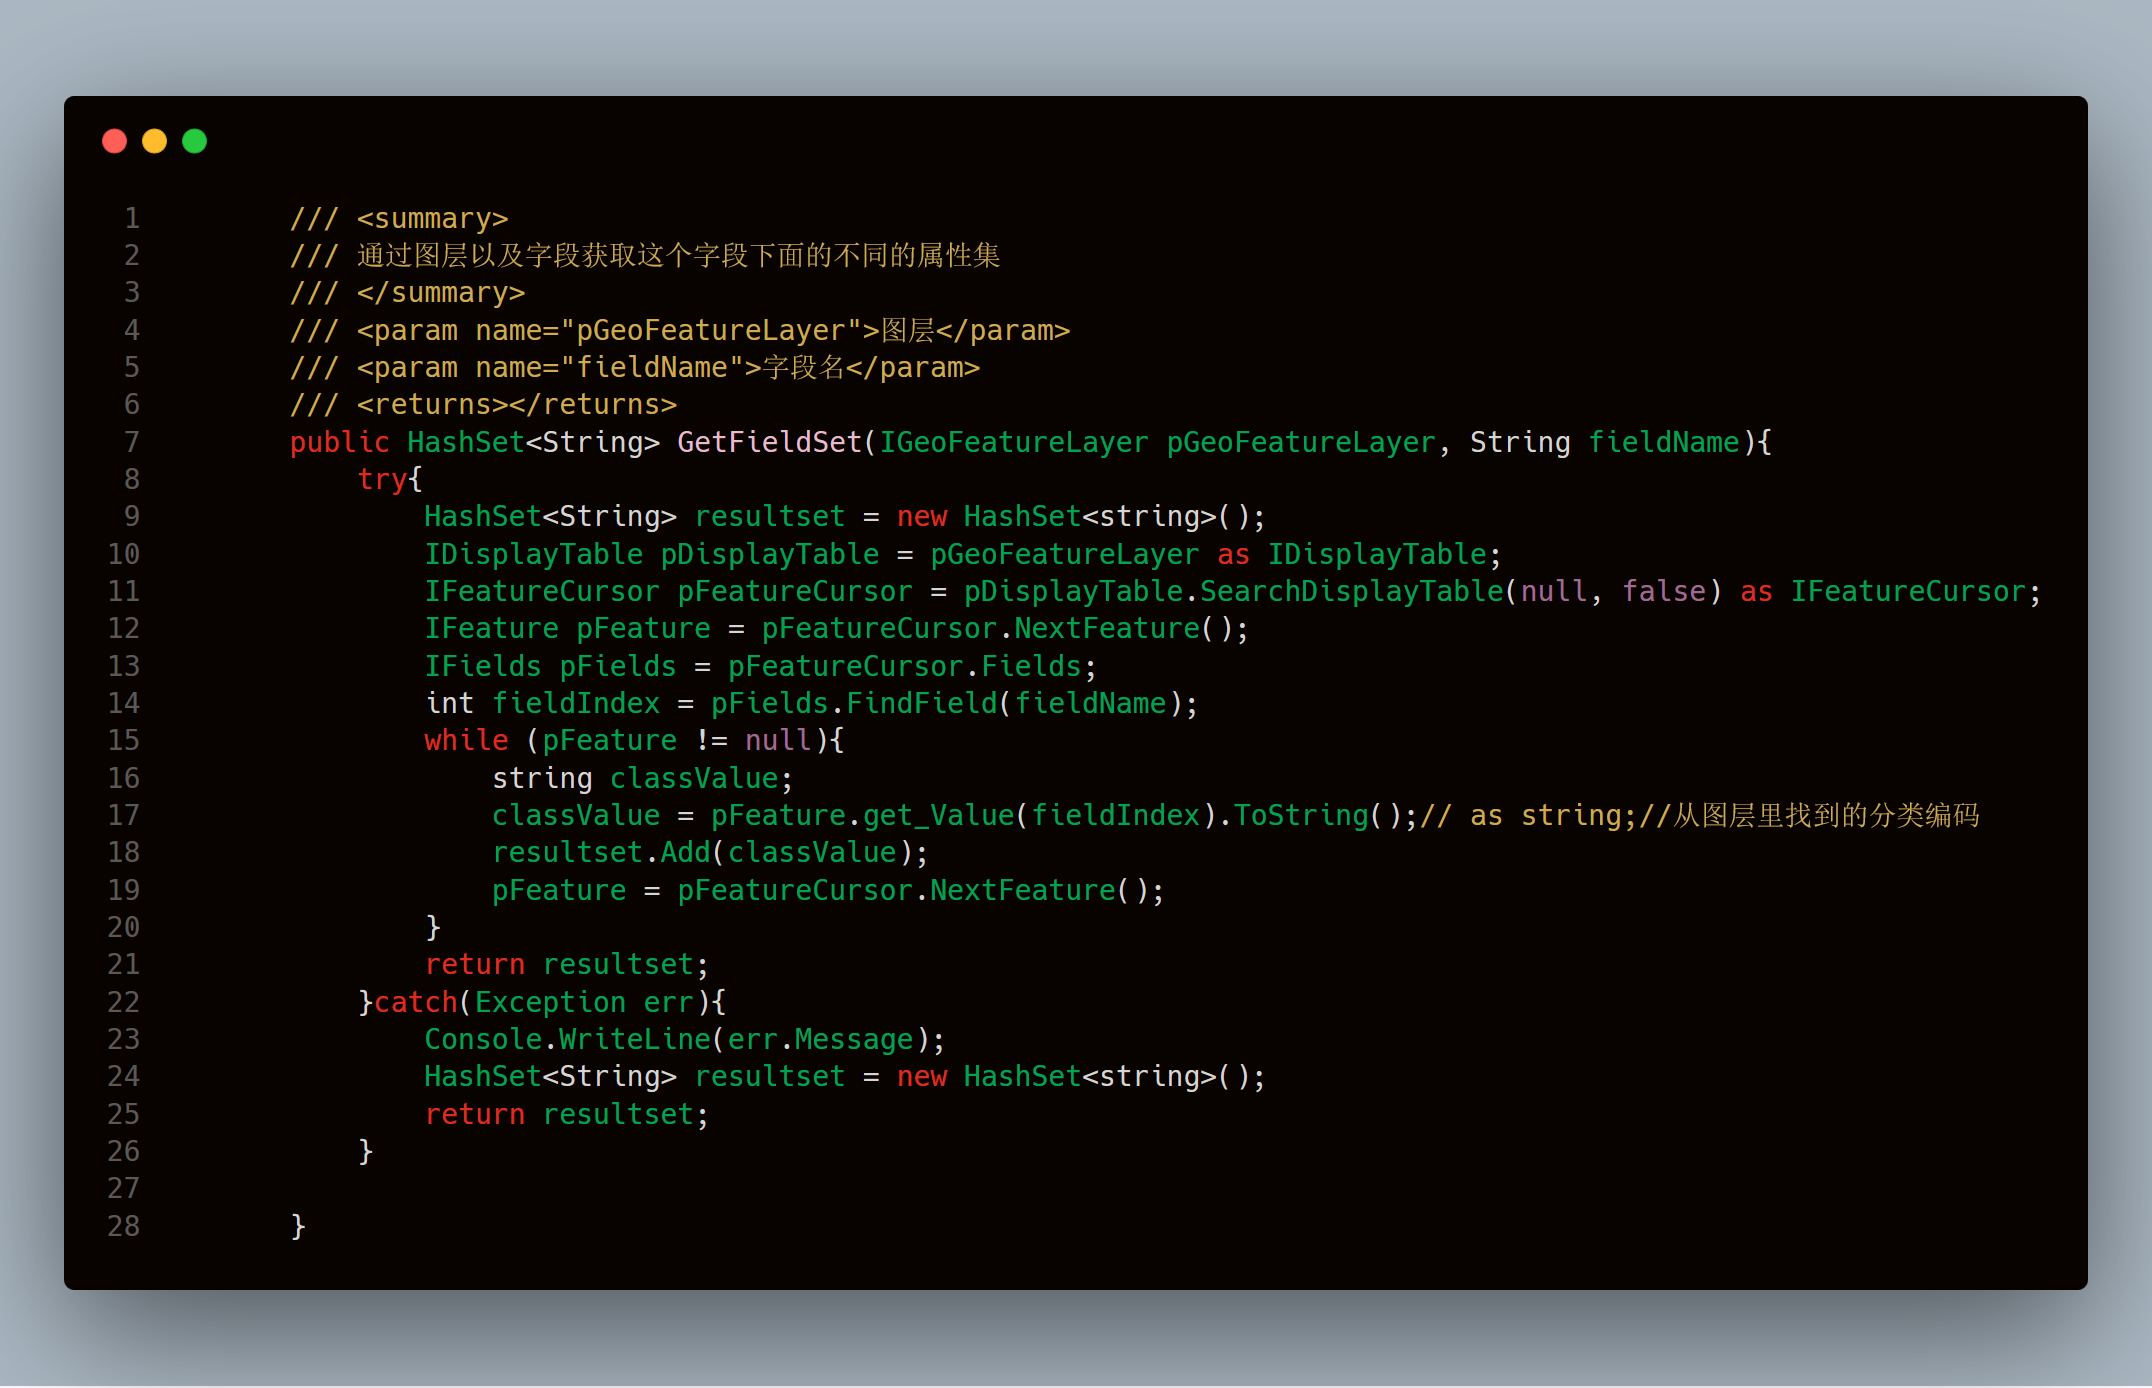 1 /// <summary>
2 /// 通过图层以及字段获取这个字段下面的不同的属性集
3 /// </summary>
4 /// <param name="pGeoFeatureLayer">图层</param>
5 /// <param name="fieldName">字段名</param>
6 /// <returns></returns>
7 public HashSet<String> GetFieldSet(IGeoFeatureLayer pGeoFeatureLayer, String fieldName){
8 try{
9 HashSet<String> resultset = new HashSet<string>();
10 IDisplayTable pDisplayTable = pGeoFeatureLayer as IDisplayTable;
11 IFeatureCursor pFeatureCursor = pDisplayTable.SearchDisplayTable(null, false) as IFeatureCursor;
12 IFeature pFeature = pFeatureCursor.NextFeature();
13 IFields pFields = pFeatureCursor.Fields;
14 int fieldIndex = pFields.FindField(fieldName);
15 while (pFeature != null){
16 string classValue;
17 classValue = pFeature.get_Value(fieldIndex).ToString();// as string;//从图层里找到的分类编码
18 resultset.Add(classValue);
19 pFeature = pFeatureCursor.NextFeature();
20 }
21 return resultset;
22 }catch(Exception err){
23 Console.WriteLine(err.Message);
24 HashSet<String> resultset = new HashSet<string>();
25 return resultset;
26 }
27
28 }